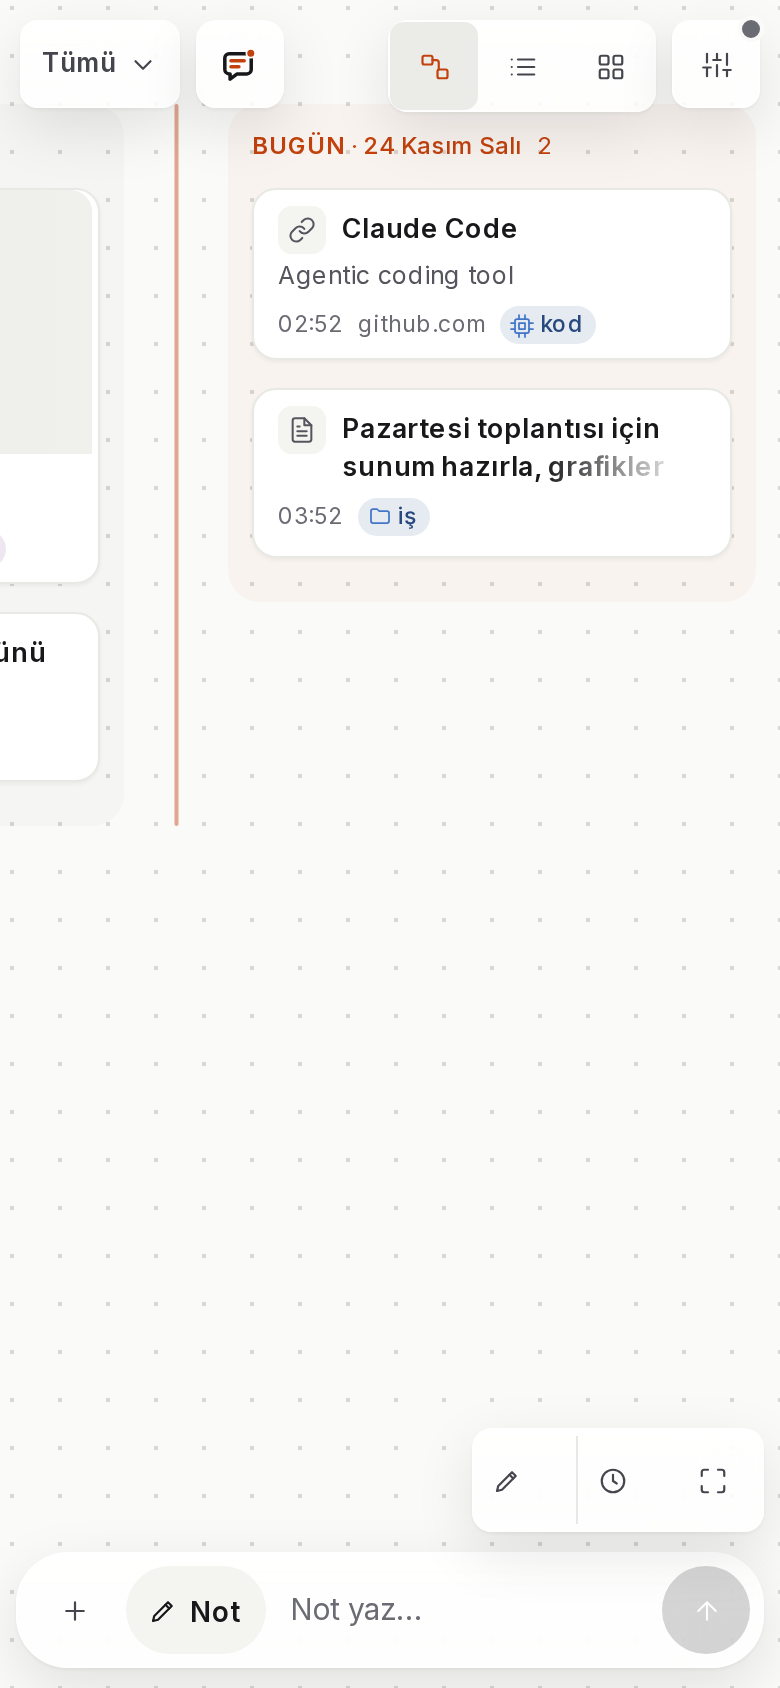 Tümü
BUGÜN · 24 Kasım Salı 2
Claude Code
Agentic coding tool
02:52 github.com kod
Pazartesi toplantısı için
sunum hazırla, grafikler
03:52 iş
ünü
Not Not yaz...